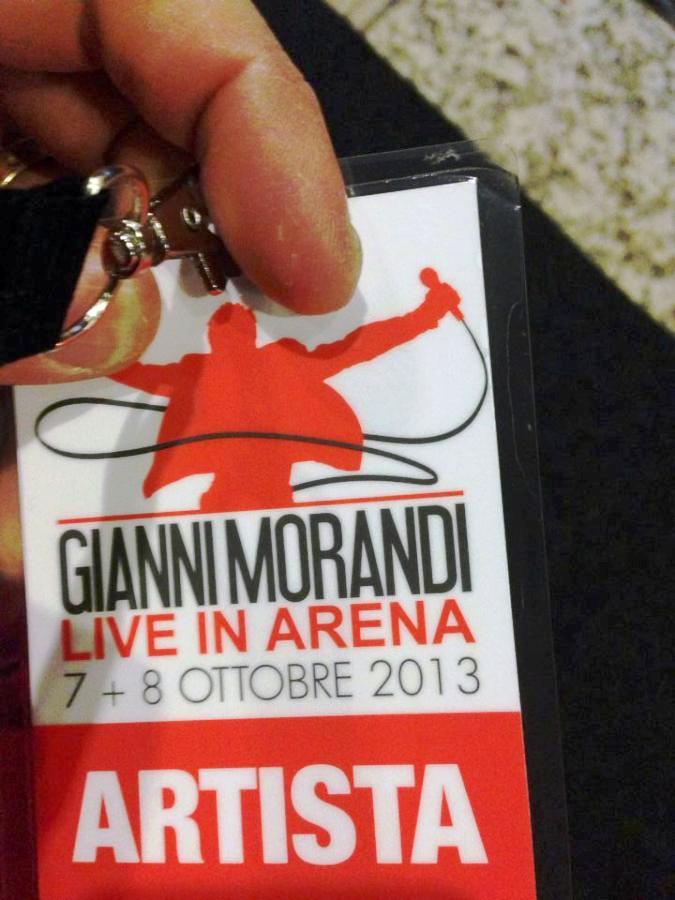 GIANNI MORANDI
LIVE IN ARENA
7 + 8 OTTOBRE 2013
ARTISTA